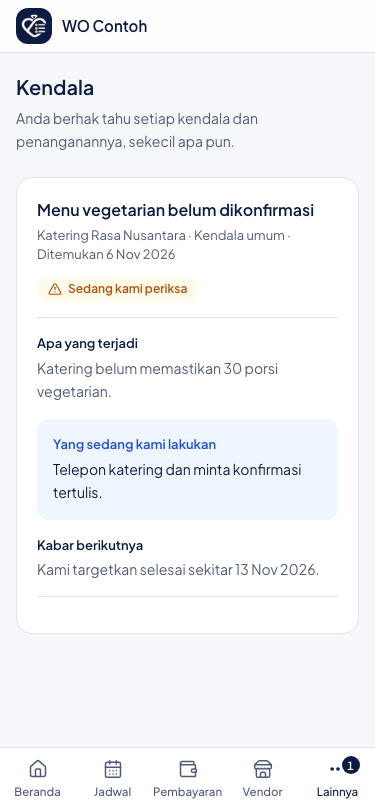 WO Contoh
Kendala
Anda berhak tahu setiap kendala dan
penanganannya, sekecil apa pun.
Menu vegetarian belum dikonfirmasi
Katering Rasa Nusantara · Kendala umum ·
Ditemukan 6 Nov 2026
Sedang kami periksa
Apa yang terjadi
Katering belum memastikan 30 porsi
vegetarian.
Yang sedang kami lakukan
Telepon katering dan minta konfirmasi
tertulis.
Kabar berikutnya
Kami targetkan selesai sekitar 13 Nov 2026.
1
Beranda
Jadwal
Pembayaran
Vendor
Lainnya